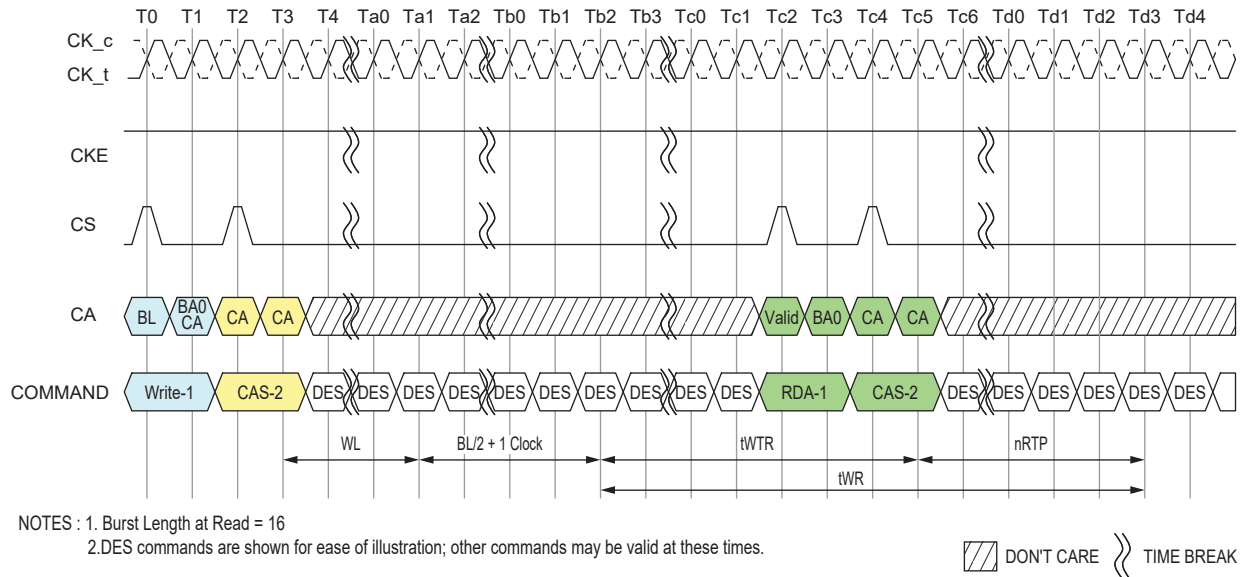 T0 T1 T2 T3 T4 Ta0 Ta1 Ta2 Tb0 Tb1 Tb2 Tb3 Tc0 Tc1 Tc2 Tc3 Tc4 Tc5 Tc6 Td0 Td1 Td2 Td3 Td4
CK_c
CK_t
CKE
CS
CA BL BA0 CA CA CA Valid BA0 CA CA
COMMAND Write-1 CAS-2 DES DES DES DES DES DES DES DES DES DES RDA-1 CAS-2 DES DES DES DES DES DES
WL BL/2 + 1 Clock tWTR nRTP
tWR
NOTES : 1. Burst Length at Read = 16
2.DES commands are shown for ease of illustration; other commands may be valid at these times.
DON'T CARE TIME BREAK